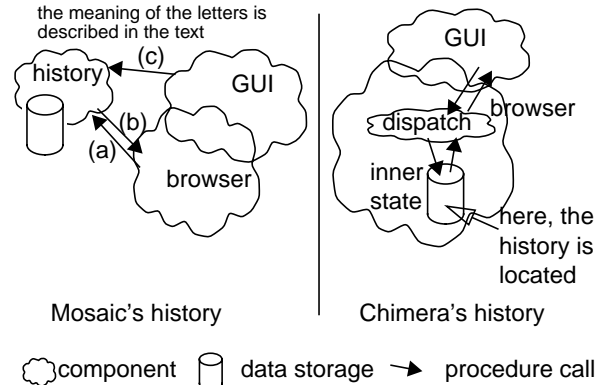 the meaning of the letters is
described in the text
(c)
history
GUI
(b)
(a)
browser
GUI
browser
dispatch
inner
state
here, the
history is
located
Mosaic's history
Chimera's history
component
data storage
procedure call